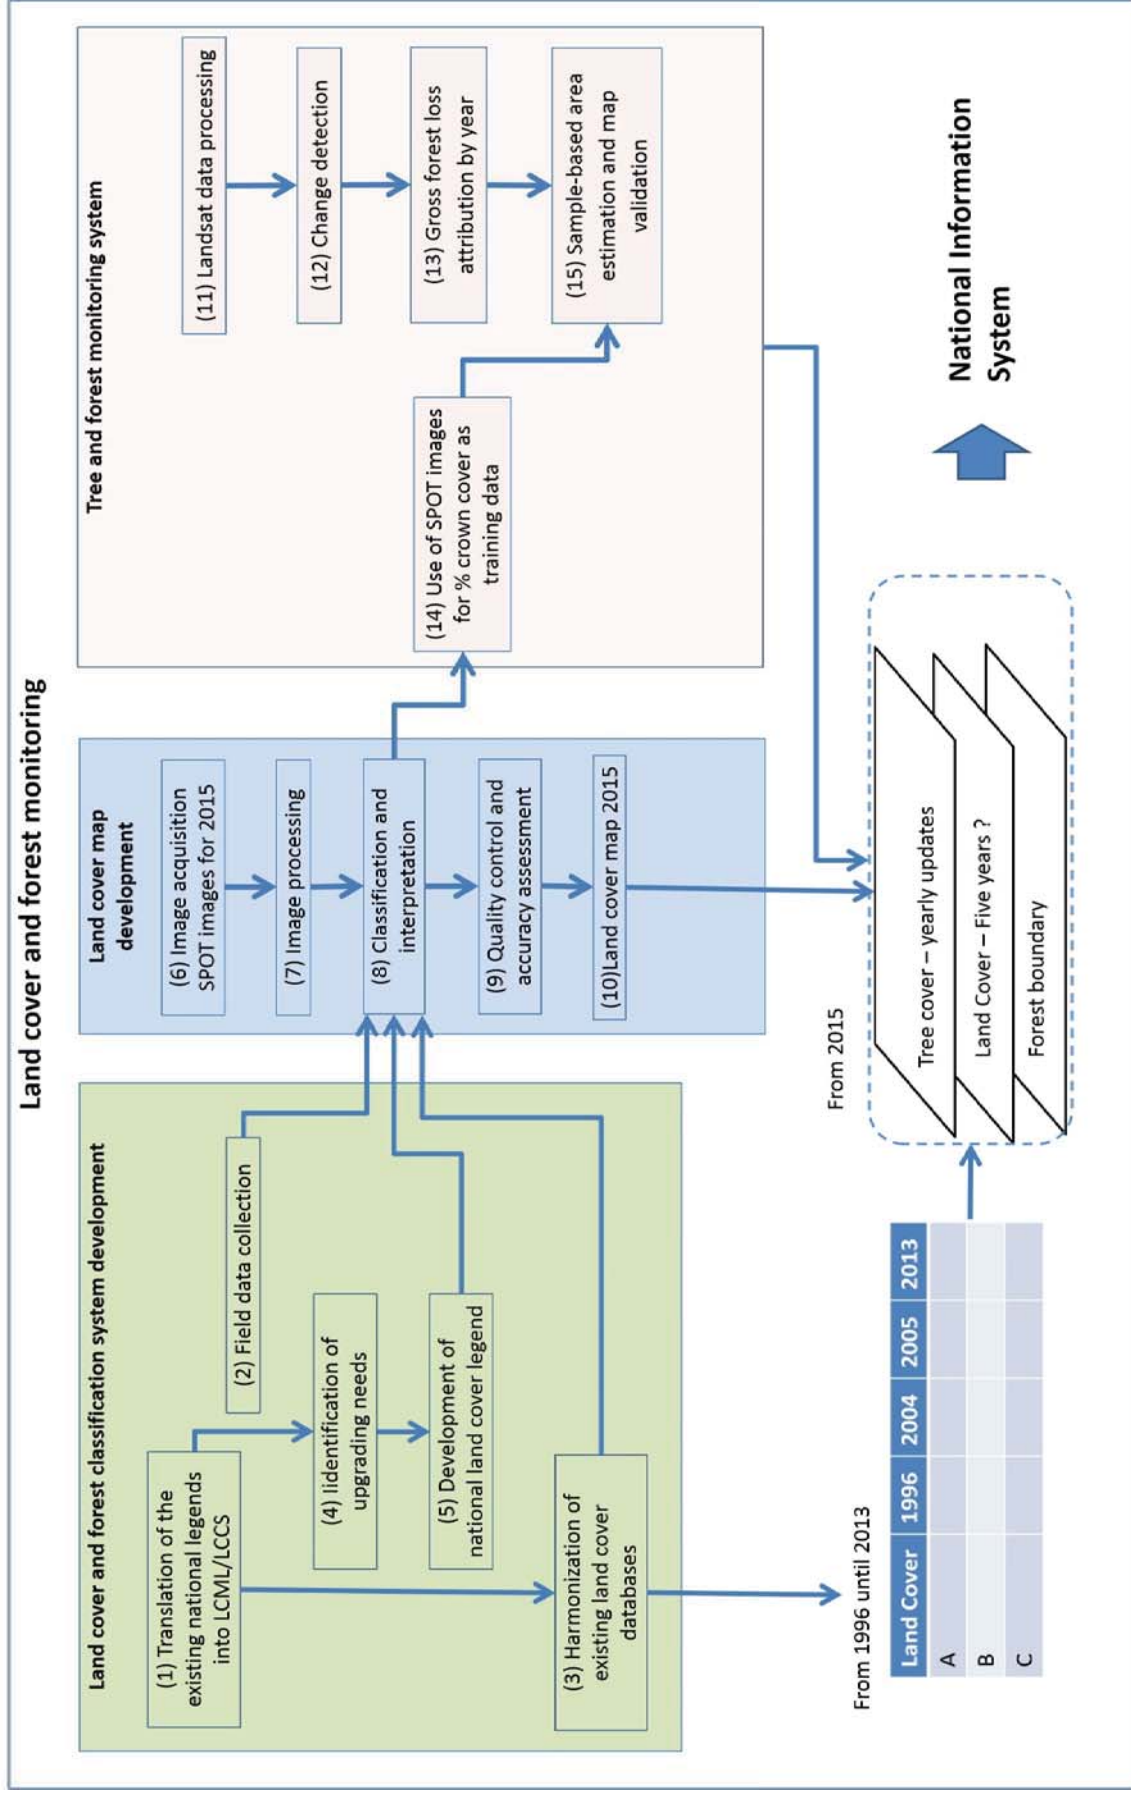 Land cover and forest monitoring
Land cover and forest classification system development
(1) Translation of the
existing national legends
into LCML/LCCS
(2) Field data collection
(4) Iidentification of
upgrading needs
(5) Development of
national land cover legend
(3) Harmonization of
existing land cover
databases
Land cover map
development
(6) Image acquisition
SPOT images for 2015
(7) Image processing
(8) Classification and
interpretation
(9) Quality control and
accuracy assessment
(10)Land cover map 2015
Tree and forest monitoring system
(11) Landsat data processing
(12) Change detection
(13) Gross forest loss
attribution by year
(14) Use of SPOT images
for % crown cover as
training data
(15) Sample-based area
estimation and map
validation
From 1996 until 2013
Land Cover 1996 2004 2005 2013
A
B
C
From 2015
Tree cover – yearly updates
Land Cover – Five years ?
Forest boundary
National Information
System